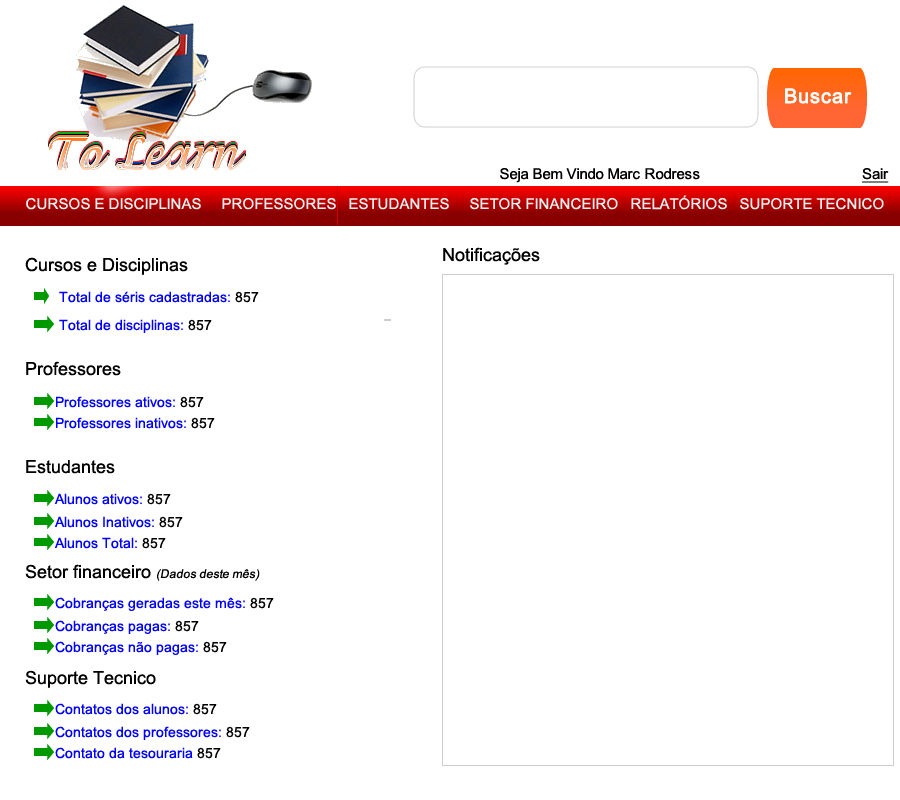 To Learn
Buscar
Seja Bem Vindo Marc Rodress
Sair
CURSOS E DISCIPLINAS PROFESSORES ESTUDANTES SETOR FINANCEIRO RELATÓRIOS SUPORTE TECNICO
Cursos e Disciplinas
Total de séris cadastradas: 857
Total de disciplinas: 857
Professores
Professores ativos: 857
Professores inativos: 857
Estudantes
Alunos ativos: 857
Alunos Inativos: 857
Alunos Total: 857
Setor financeiro (Dados deste mês)
Cobranças geradas este mês: 857
Cobranças pagas: 857
Cobranças não pagas: 857
Suporte Tecnico
Contatos dos alunos: 857
Contatos dos professores: 857
Contato da tesouraria 857
Notificações